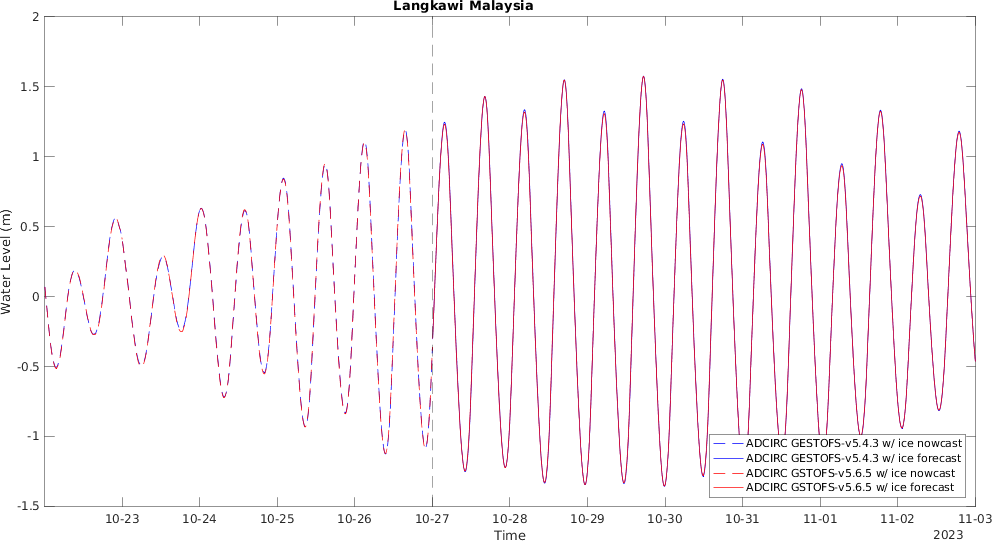 Langkawi Malaysia
Water Level (m)
2
1.5
1
0.5
0
-0.5
-1
-1.5
10-23 10-24 10-25 10-26 10-27 10-28 10-29 10-30 10-31 11-01 11-02 11-03
Time
2023
ADCIRC GESTOFS-v5.4.3 w/ ice nowcast
ADCIRC GESTOFS-v5.4.3 w/ ice forecast
ADCIRC GSTOFS-v5.6.5 w/ ice nowcast
ADCIRC GSTOFS-v5.6.5 w/ ice forecast